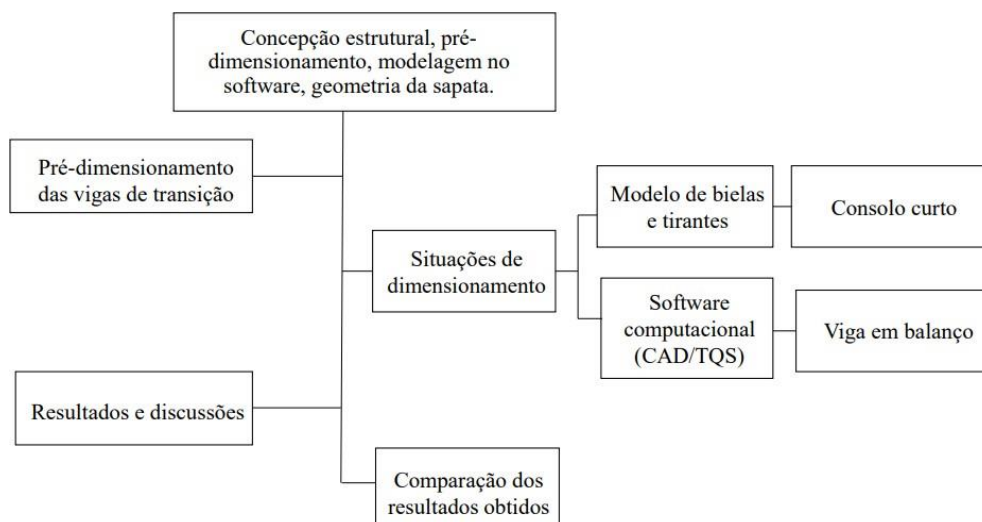 Concepção estrutural, pré-
dimensionamento, modelagem no
software, geometria da sapata.
Pré-dimensionamento
das vigas de transição
Situações de
dimensionamento
Modelo de bielas
e tirantes
Consolo curto
Software
computacional
(CAD/TQS)
Viga em balanço
Resultados e discussões
Comparação dos
resultados obtidos